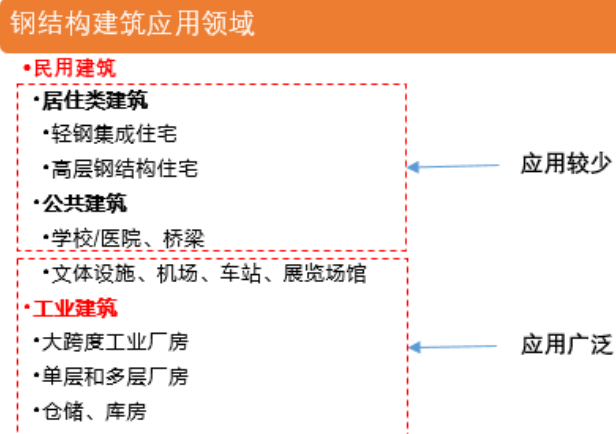 钢结构建筑应用领域
•民用建筑
•居住类建筑
•轻钢集成住宅
•高层钢结构住宅
应用较少
•公共建筑
•学校/医院、桥梁
•文体设施、机场、车站、展览场馆
•工业建筑
•大跨度工业厂房
应用广泛
•单层和多层厂房
•仓储、库房